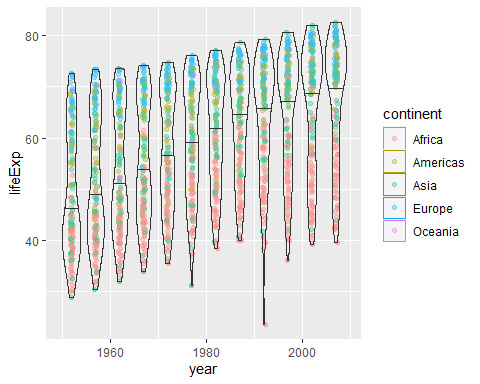 80
60
40
lifeExp
1960
1980
2000
year
continent
Africa
Americas
Asia
Europe
Oceania